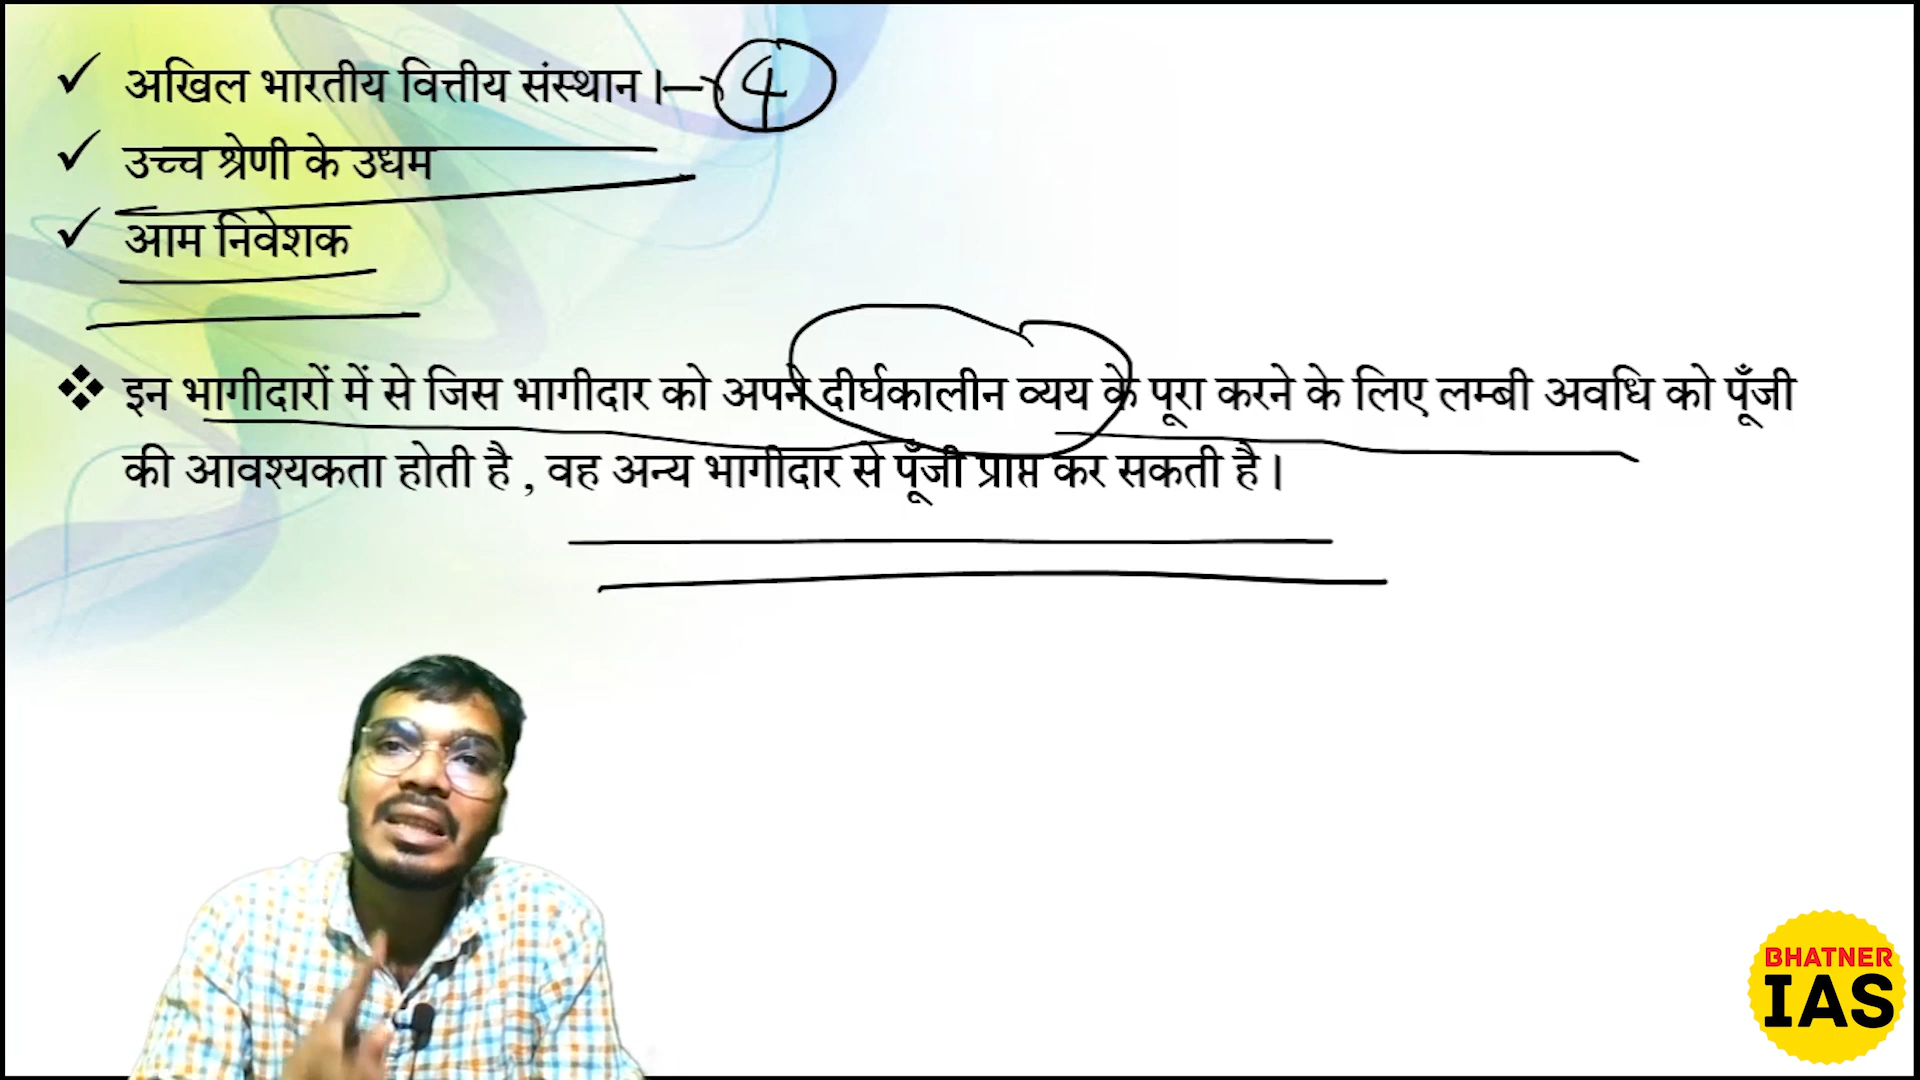 ✓ अखिल भारतीय वित्तीय संस्थान।— 4
✓ उच्च श्रेणी के उधम
✓ आम निवेशक
❖ इन भागीदारों में से जिस भागीदार को अपने दीर्घकालीन व्यय के पूरा करने के लिए लम्बी अवधि को पूँजी
की आवश्यकता होती है , वह अन्य भागीदार से पूँजी प्राप्त कर सकती है।
BHATNER
IAS